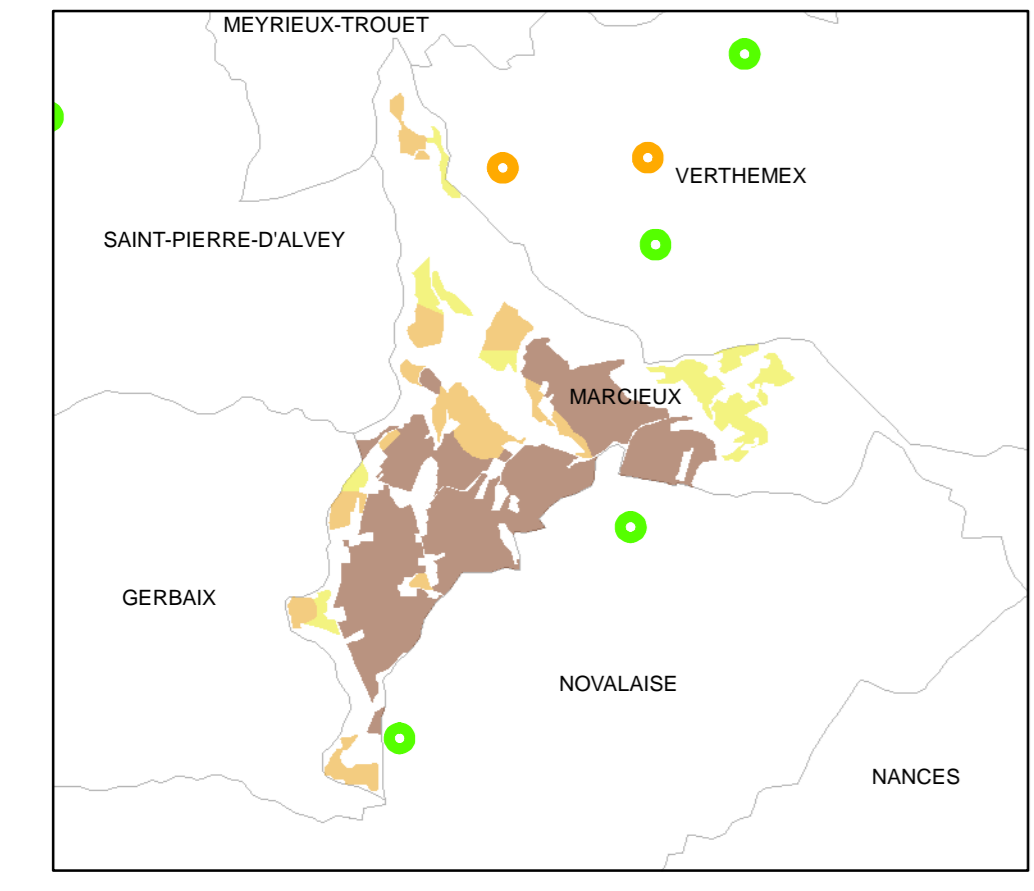 MEYRIEUX-TROUET
VERTHEMEX
SAINT-PIERRE-D'ALVEY
MARCIEUX
GERBAIX
NOVALAISE
NANCES